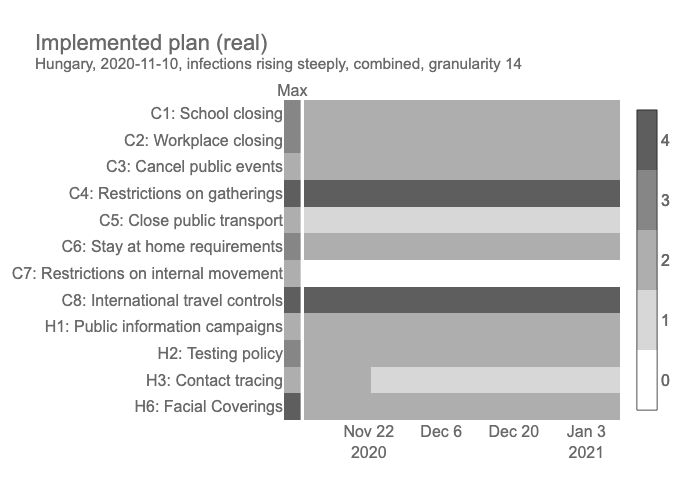 Implemented plan (real)
Hungary, 2020-11-10, infections rising steeply, combined, granularity 14
Max
C1: School closing
C2: Workplace closing
C3: Cancel public events
C4: Restrictions on gatherings
C5: Close public transport
C6: Stay at home requirements
C7: Restrictions on internal movement
C8: International travel controls
H1: Public information campaigns
H2: Testing policy
H3: Contact tracing
H6: Facial Coverings
4
3
2
1
0
Nov 22 Dec 6 Dec 20 Jan 3
2020 2021